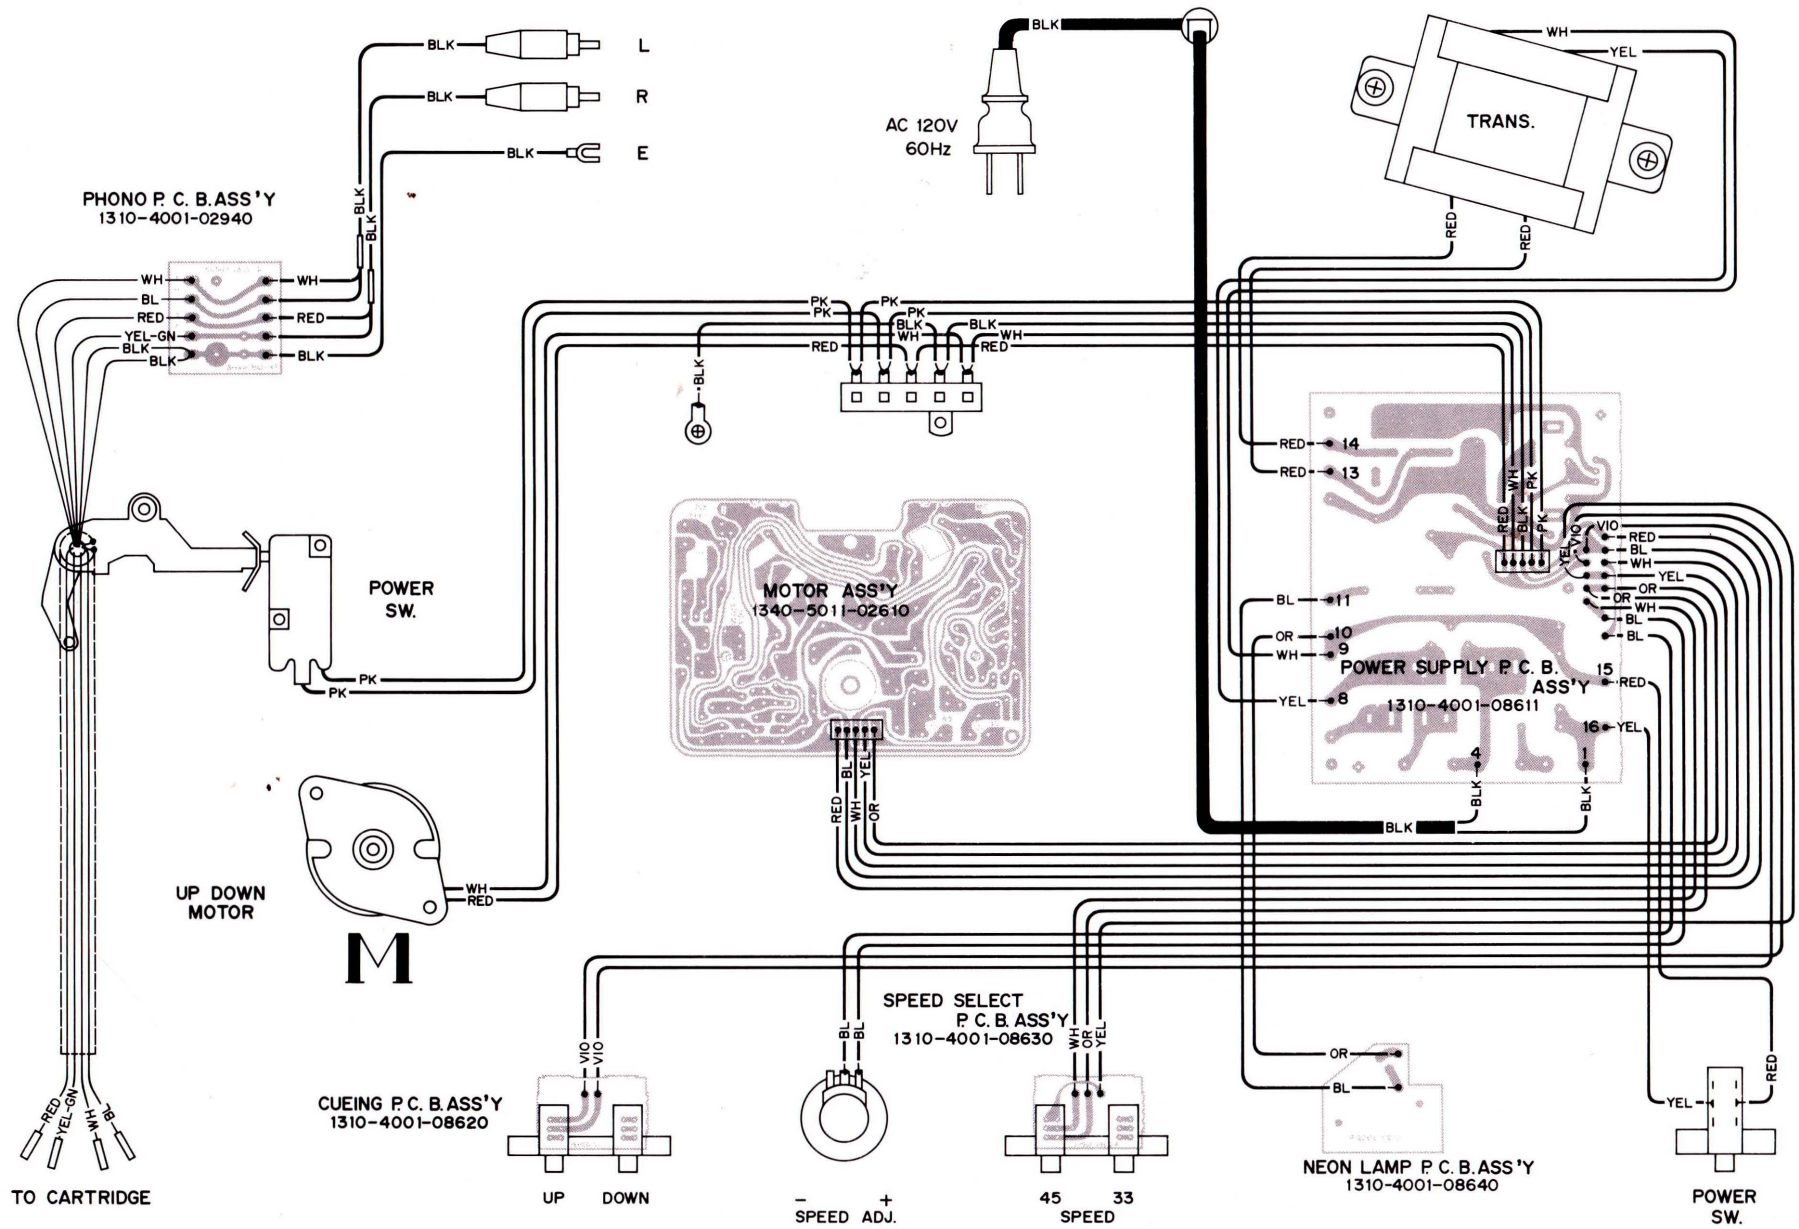 BLK
L
BLK
R
BLK
E
BLK
BLK
PHONO P. C. B. ASS'Y
1310-4001-02940
WH
BL
RED
YEL-GN
BLK
BLK
WH
RED
BLK
BLK
AC 120V
60Hz
WH
YEL
TRANS.
RED
RED
PK
PK
PK
BLK
BLK
WH
WH
RED
RED
BLK
POWER
SW.
PK
PK
MOTOR ASS'Y
1340-5011-02610
RED
BL
WH
YEL
OR
RED 14
RED 13
RED
WH
BLK
PK
PK
YEL
VIO
VIO
RED
BL
WH
YEL
OR
OR
WH
BL
BL
BL 11
OR 10
WH 9
YEL 8
POWER SUPPLY P. C. B.
ASS'Y
1310-4001-08611
15 RED
16 YEL
4
1
BLK
BLK
BLK
UP DOWN
MOTOR
WH
RED
M
RED
YEL-GN
WH
BL
TO CARTRIDGE
CUEING P. C. B. ASS'Y
1310-4001-08620
VIO
VIO
UP DOWN
BL
BL
- +
SPEED ADJ.
SPEED SELECT
P. C. B. ASS'Y
1310-4001-08630
WH
OR
YEL
45 33
SPEED
OR
BL
NEON LAMP P. C. B. ASS'Y
1310-4001-08640
YEL
RED
POWER
SW.